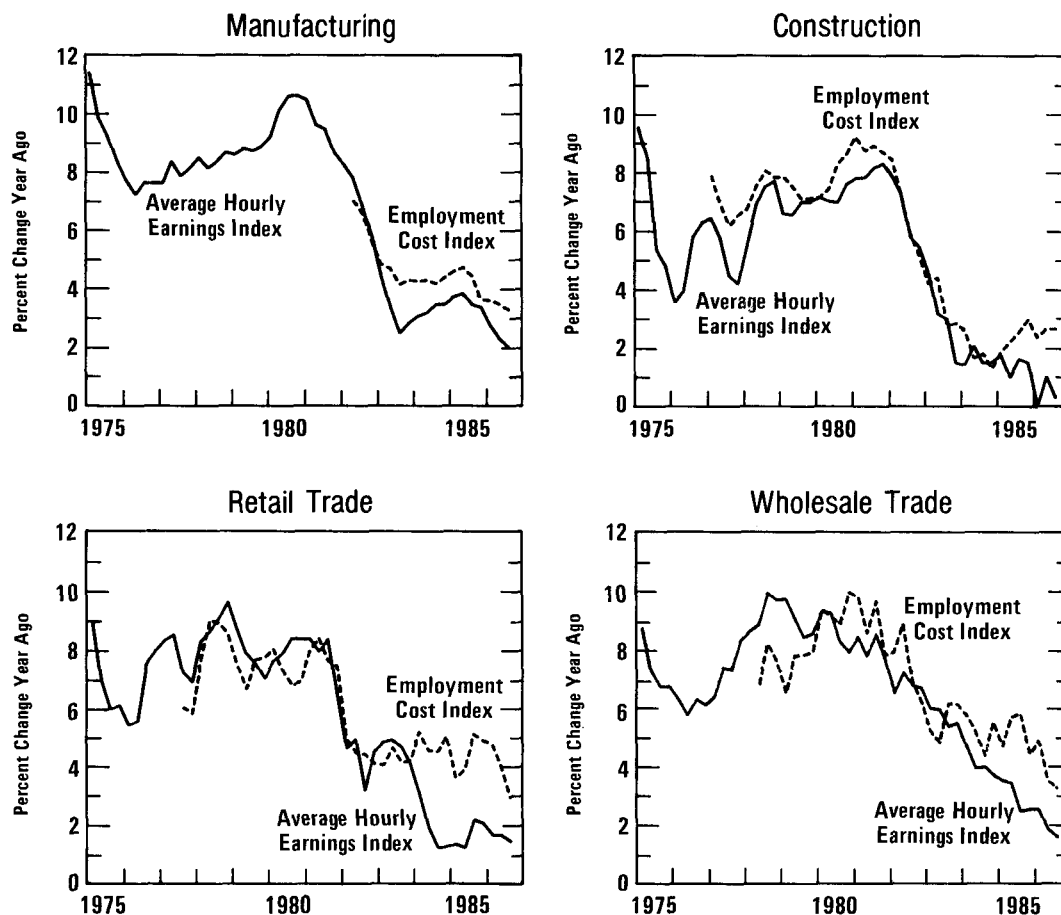 Manufacturing
Percent Change Year Ago
12
10
8
6
4
2
0
Average Hourly
Earnings Index
Employment
Cost Index
1975
1980
1985
Construction
Percent Change Year Ago
12
10
8
6
4
2
0
Employment
Cost Index
Average Hourly
Earnings Index
1975
1980
1985
Retail Trade
Percent Change Year Ago
12
10
8
6
4
2
0
Employment
Cost Index
Average Hourly
Earnings Index
1975
1980
1985
Wholesale Trade
Percent Change Year Ago
12
10
8
6
4
2
0
Employment
Cost Index
Average Hourly
Earnings Index
1975
1980
1985